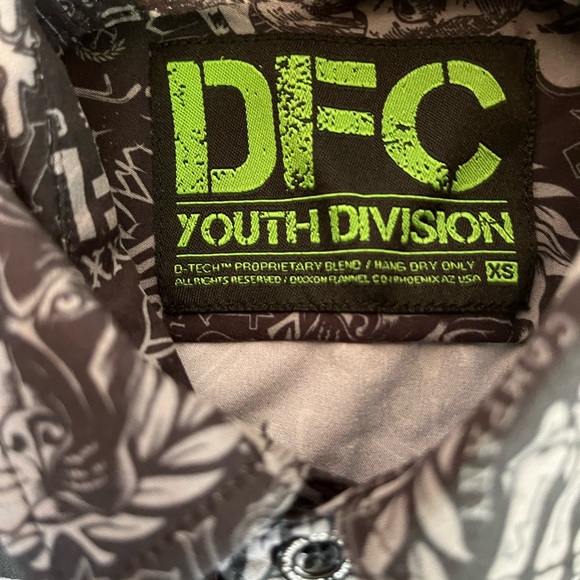 DFC
YOUTH DIVISION
D-TECH™ PROPRIETARY BLEND / HANG DRY ONLY
ALL RIGHTS RESERVED / DIXXON FLANNEL CO / PHOENIX AZ USA
XS